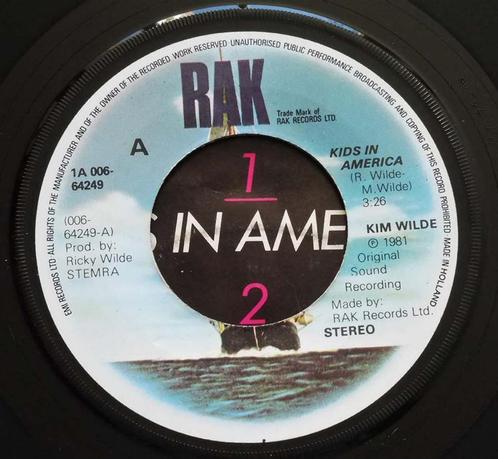 EMI RECORDS LTD ALL RIGHTS OF THE MANUFACTURER AND OF THE OWNER OF THE RECORDED WORK RESERVED UNAUTHORISED PUBLIC PERFORMANCE BROADCASTING AND COPYING OF THIS RECORD PROHIBITED MADE IN HOLLAND
RAK
Trade Mark of
RAK RECORDS LTD.
A
1A 006-
64249
KIDS IN
AMERICA
(R. Wilde-
M.Wilde)
3:26
1
S IN AME
2
(006-
64249-A)
Prod. by:
Ricky Wilde
STEMRA
KIM WILDE
℗ 1981
Original
Sound
Recording
Made by:
RAK Records Ltd.
STEREO